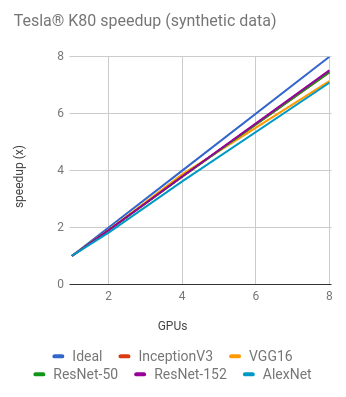 Tesla® K80 speedup (synthetic data)
8
6
4
2
0
speedup (x)
2 4 6 8
GPUs
Ideal InceptionV3 VGG16
ResNet-50 ResNet-152 AlexNet